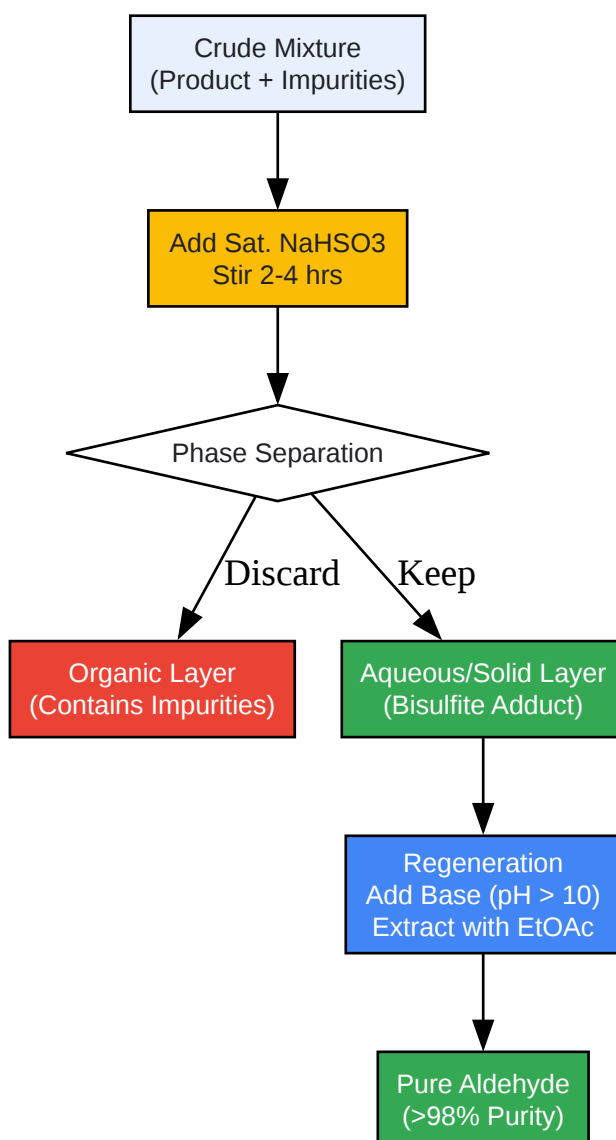 Crude Mixture
(Product + Impurities)
Add Sat. NaHSO3
Stir 2-4 hrs
Phase Separation
Discard
Keep
Organic Layer
(Contains Impurities)
Aqueous/Solid Layer
(Bisulfite Adduct)
Regeneration
Add Base (pH > 10)
Extract with EtOAc
Pure Aldehyde
(>98% Purity)